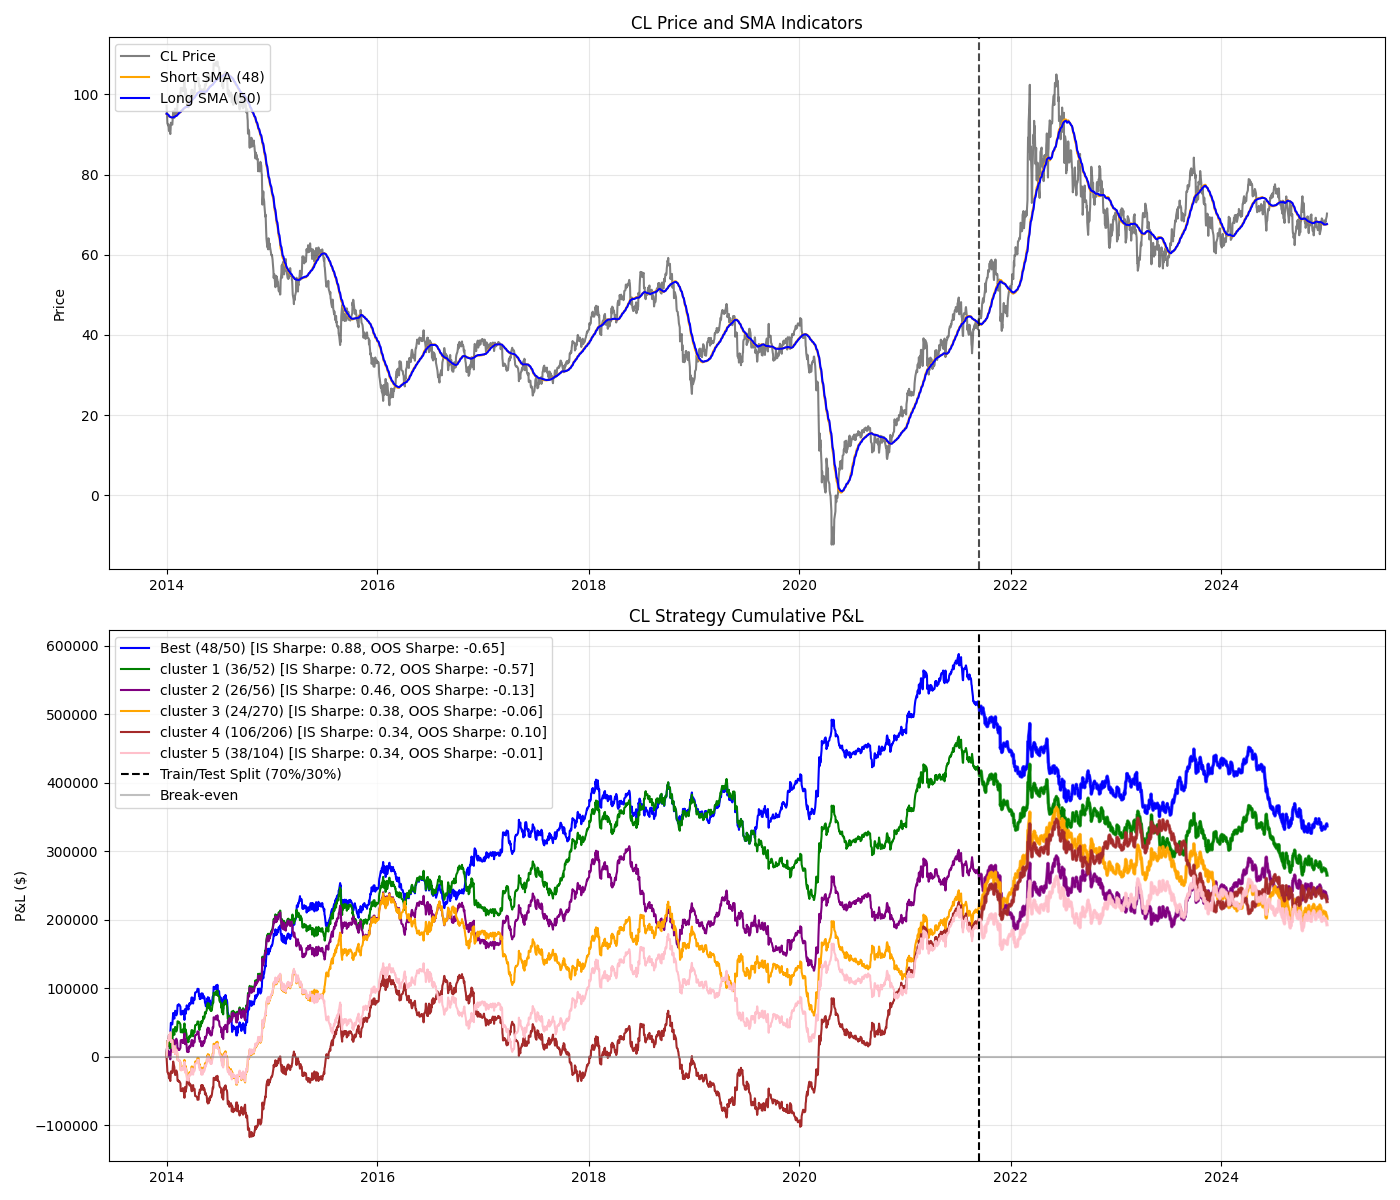 CL Price and SMA Indicators
CL Price
Short SMA (48)
Long SMA (50)
Price
100
80
60
40
20
0
2014
2016
2018
2020
2022
2024
CL Strategy Cumulative P&L
Best (48/50) [IS Sharpe: 0.88, OOS Sharpe: -0.65]
cluster 1 (36/52) [IS Sharpe: 0.72, OOS Sharpe: -0.57]
cluster 2 (26/56) [IS Sharpe: 0.46, OOS Sharpe: -0.13]
cluster 3 (24/270) [IS Sharpe: 0.38, OOS Sharpe: -0.06]
cluster 4 (106/206) [IS Sharpe: 0.34, OOS Sharpe: 0.10]
cluster 5 (38/104) [IS Sharpe: 0.34, OOS Sharpe: -0.01]
Train/Test Split (70%/30%)
Break-even
P&L ($)
600000
500000
400000
300000
200000
100000
0
−100000
2014
2016
2018
2020
2022
2024